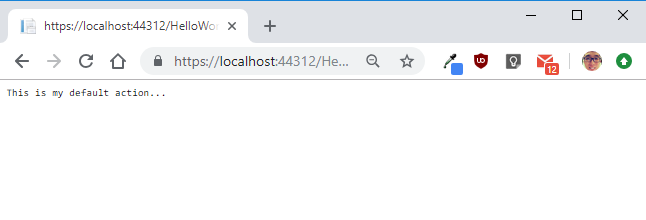 https://localhost:44312/HelloWor
https://localhost:44312/He...
12
This is my default action...